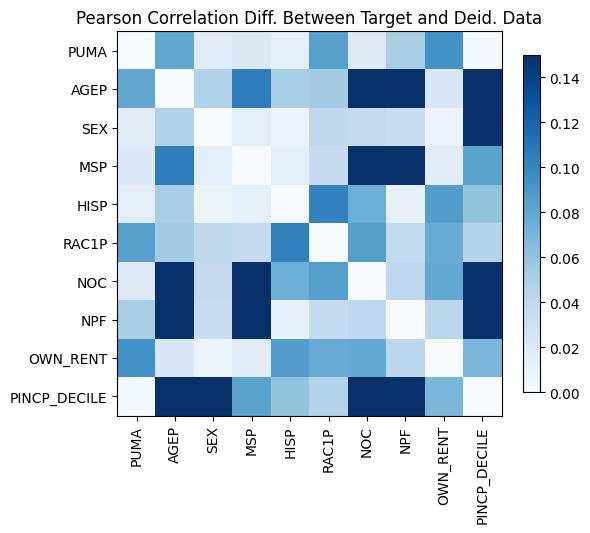 Pearson Correlation Diff. Between Target and Deid. Data
PUMA
AGEP
SEX
MSP
HISP
RAC1P
NOC
NPF
OWN_RENT
PINCP_DECILE
PUMA
AGEP
SEX
MSP
HISP
RAC1P
NOC
NPF
OWN_RENT
PINCP_DECILE
0.14
0.12
0.10
0.08
0.06
0.04
0.02
0.00